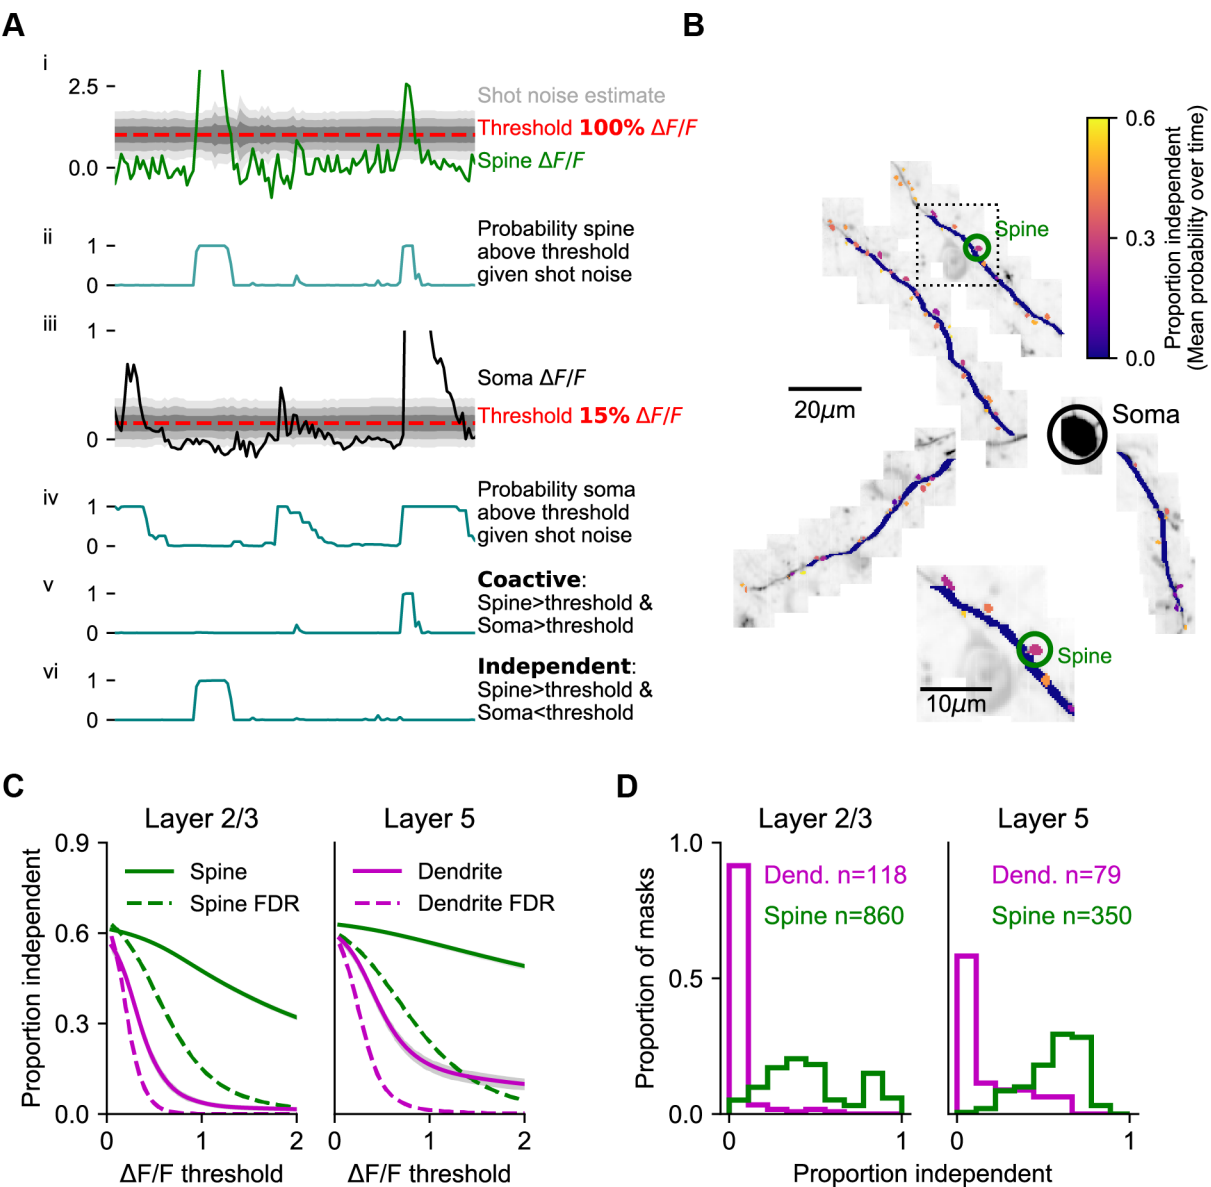 A
i
2.5
0.0
Shot noise estimate
Threshold 100% ΔF/F
Spine ΔF/F
ii
1
0
Probability spine
above threshold
given shot noise
iii
1
0
Soma ΔF/F
Threshold 15% ΔF/F
iv
1
0
Probability soma
above threshold
given shot noise
v
1
0
Coactive:
Spine>threshold &
Soma>threshold
vi
1
0
Independent:
Spine>threshold &
Soma<threshold
B
Spine
20μm
Soma
Spine
10μm
0.6
0.3
0.0
Proportion independent
(Mean probability over time)
C
Layer 2/3
Layer 5
Proportion independent
0.9
0.6
0.3
0.0
Spine
Spine FDR
Dendrite
Dendrite FDR
0
1
2
0
1
2
ΔF/F threshold
ΔF/F threshold
D
Layer 2/3
Layer 5
Proportion of masks
1.0
0.5
0.0
Dend. n=118
Spine n=860
Dend. n=79
Spine n=350
0
1
0
1
Proportion independent